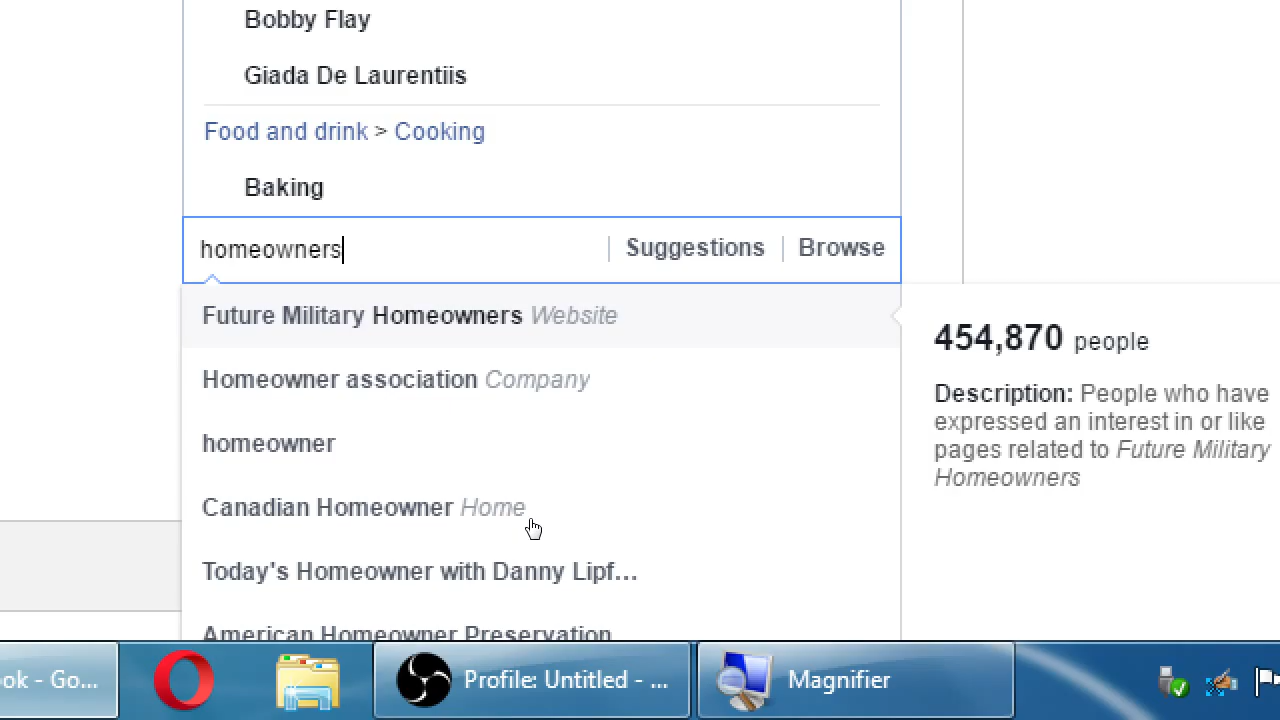 Bobby Flay
Giada De Laurentiis
Food and drink > Cooking
Baking
homeowners | Suggestions | Browse
Future Military Homeowners Website
Homeowner association Company
homeowner
Canadian Homeowner Home
Today's Homeowner with Danny Lipf...
American Homeowner Preservation
454,870 people
Description: People who have
expressed an interest in or like
pages related to Future Military
Homeowners
ok - Go...
Profile: Untitled - ...
Magnifier